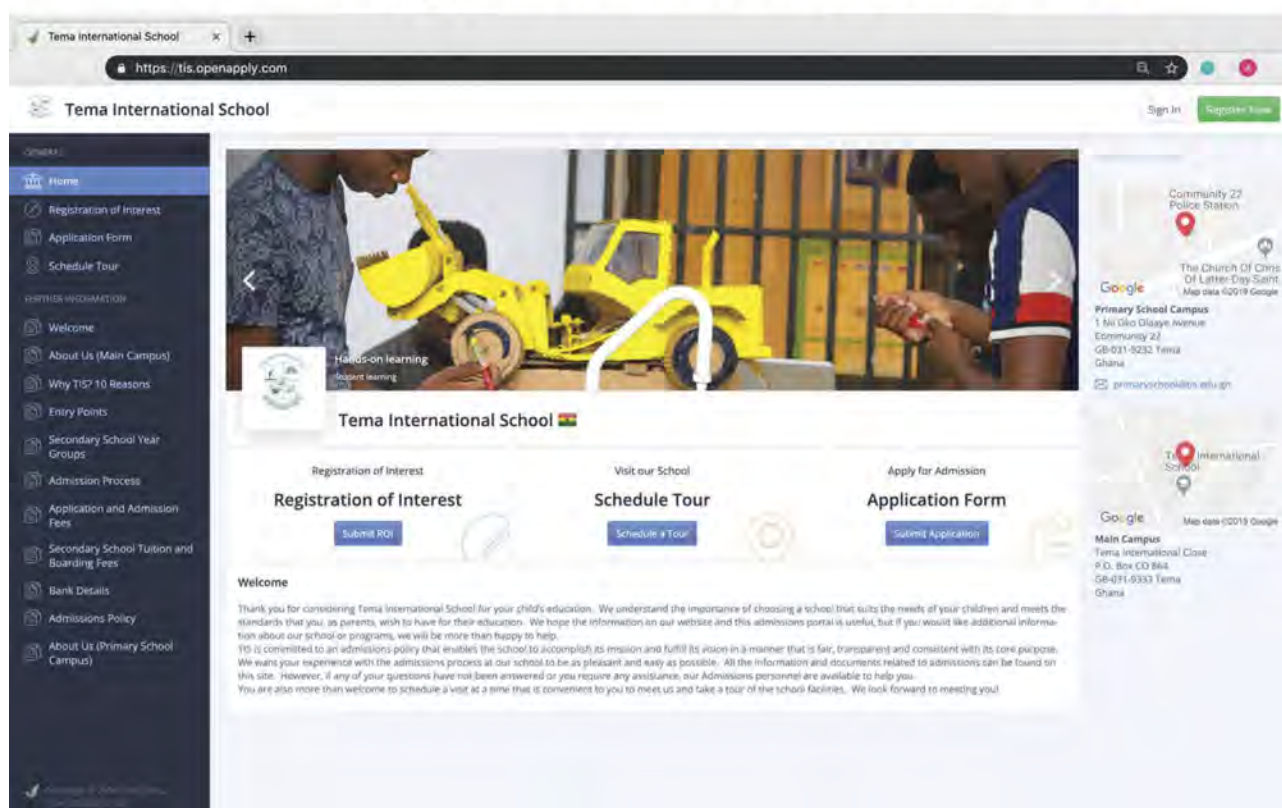 Tema International School
https://tis.openapply.com
Tema International School
Sign In
Register Now
GENERAL
Home
Registration of Interest
Application Form
Schedule Tour
FURTHER INFORMATION
Welcome
About Us (Main Campus)
Why TIS? 10 Reasons
Entry Points
Secondary School Year
Groups
Admission Process
Application and Admission
Fees
Secondary School Tuition and
Boarding Fees
Bank Details
Admissions Policy
About Us (Primary School
Campus)
Hands-on learning
Student learning
Tema International School
Registration of Interest
Registration of Interest
Submit ROI
Visit our School
Schedule Tour
Schedule a Tour
Apply for Admission
Application Form
Submit Application
Welcome
Thank you for considering Tema International School for your child's education. We understand the importance of choosing a school that suits the needs of your children and meets the
standards that you, as parents, wish to have for their education. We hope the information on our website and this admissions portal is useful, but if you would like additional informa-
tion about our school or programs, we will be more than happy to help.
TIS is committed to an admissions policy that enables the school to accomplish its mission and fulfill its vision in a manner that is fair, transparent and consistent with its core purpose.
We want your experience with the admissions process at our school to be as pleasant and easy as possible. All the information and documents related to admissions can be found on
this site. However, if any of your questions have not been answered or you require any assistance, our Admissions personnel are available to help you.
You are also more than welcome to schedule a visit at a time that is convenient to you to meet us and take a tour of the school facilities. We look forward to meeting you!
Community 22
Police Station
The Church Of Chris
Of Latter-Day Saint
Google
Map data ©2019 Google
Primary School Campus
Community 22
Tema
Ghana
primaryschool@tis.edu.gh
International
School
Google
Map data ©2019 Google
Main Campus
Tema International Close
P.O. Box CO 864
Tema
Ghana